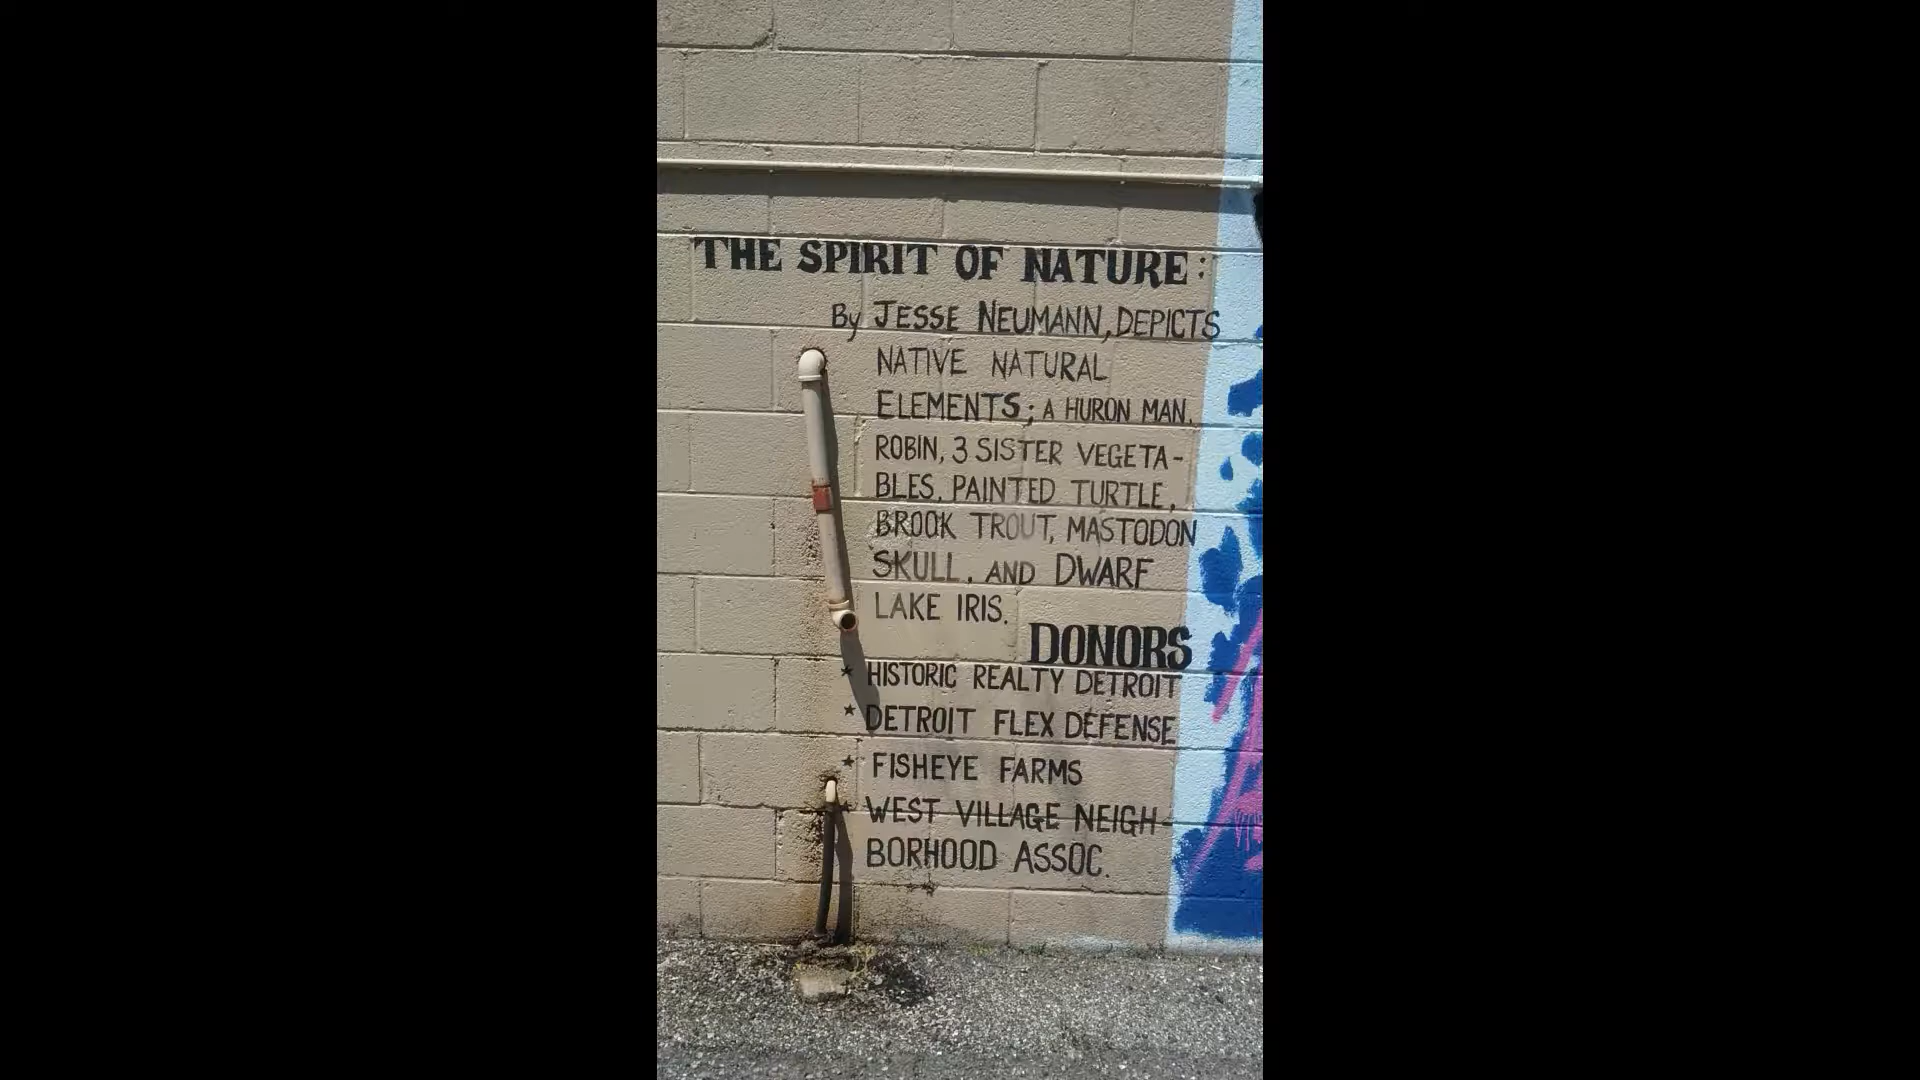 THE SPIRIT OF NATURE:
By JESSE NEUMANN, DEPICTS
NATIVE NATURAL
ELEMENTS; A HURON MAN,
ROBIN, 3 SISTER VEGETA-
BLES, PAINTED TURTLE,
BROOK TROUT, MASTODON
SKULL, AND DWARF
LAKE IRIS.
DONORS
* HISTORIC REALTY DETROIT
* DETROIT FLEX DEFENSE
* FISHEYE FARMS
* WEST VILLAGE NEIGH-
BORHOOD ASSOC.